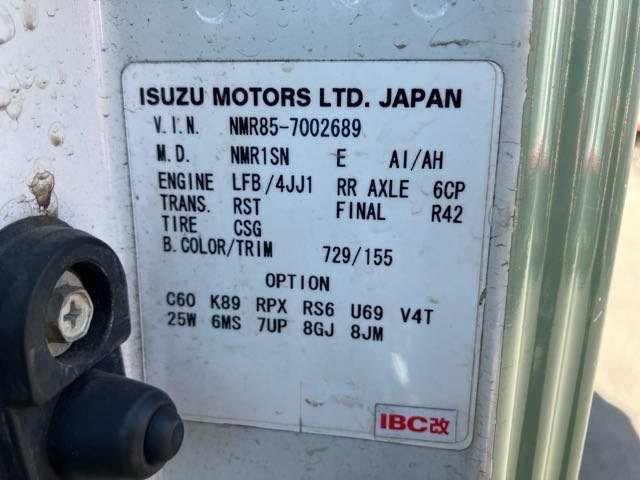 ISUZU MOTORS LTD. JAPAN
V.I.N. NMR85-7002689
M.D. NMR1SN E AI/AH
ENGINE LFB/4JJ1 RR AXLE 6CP
TRANS. RST FINAL R42
TIRE CSG
B.COLOR/TRIM 729/155
OPTION
C60 K89 RPX RS6 U69 V4T
25W 6MS 7UP 8GJ 8JM
IBC改